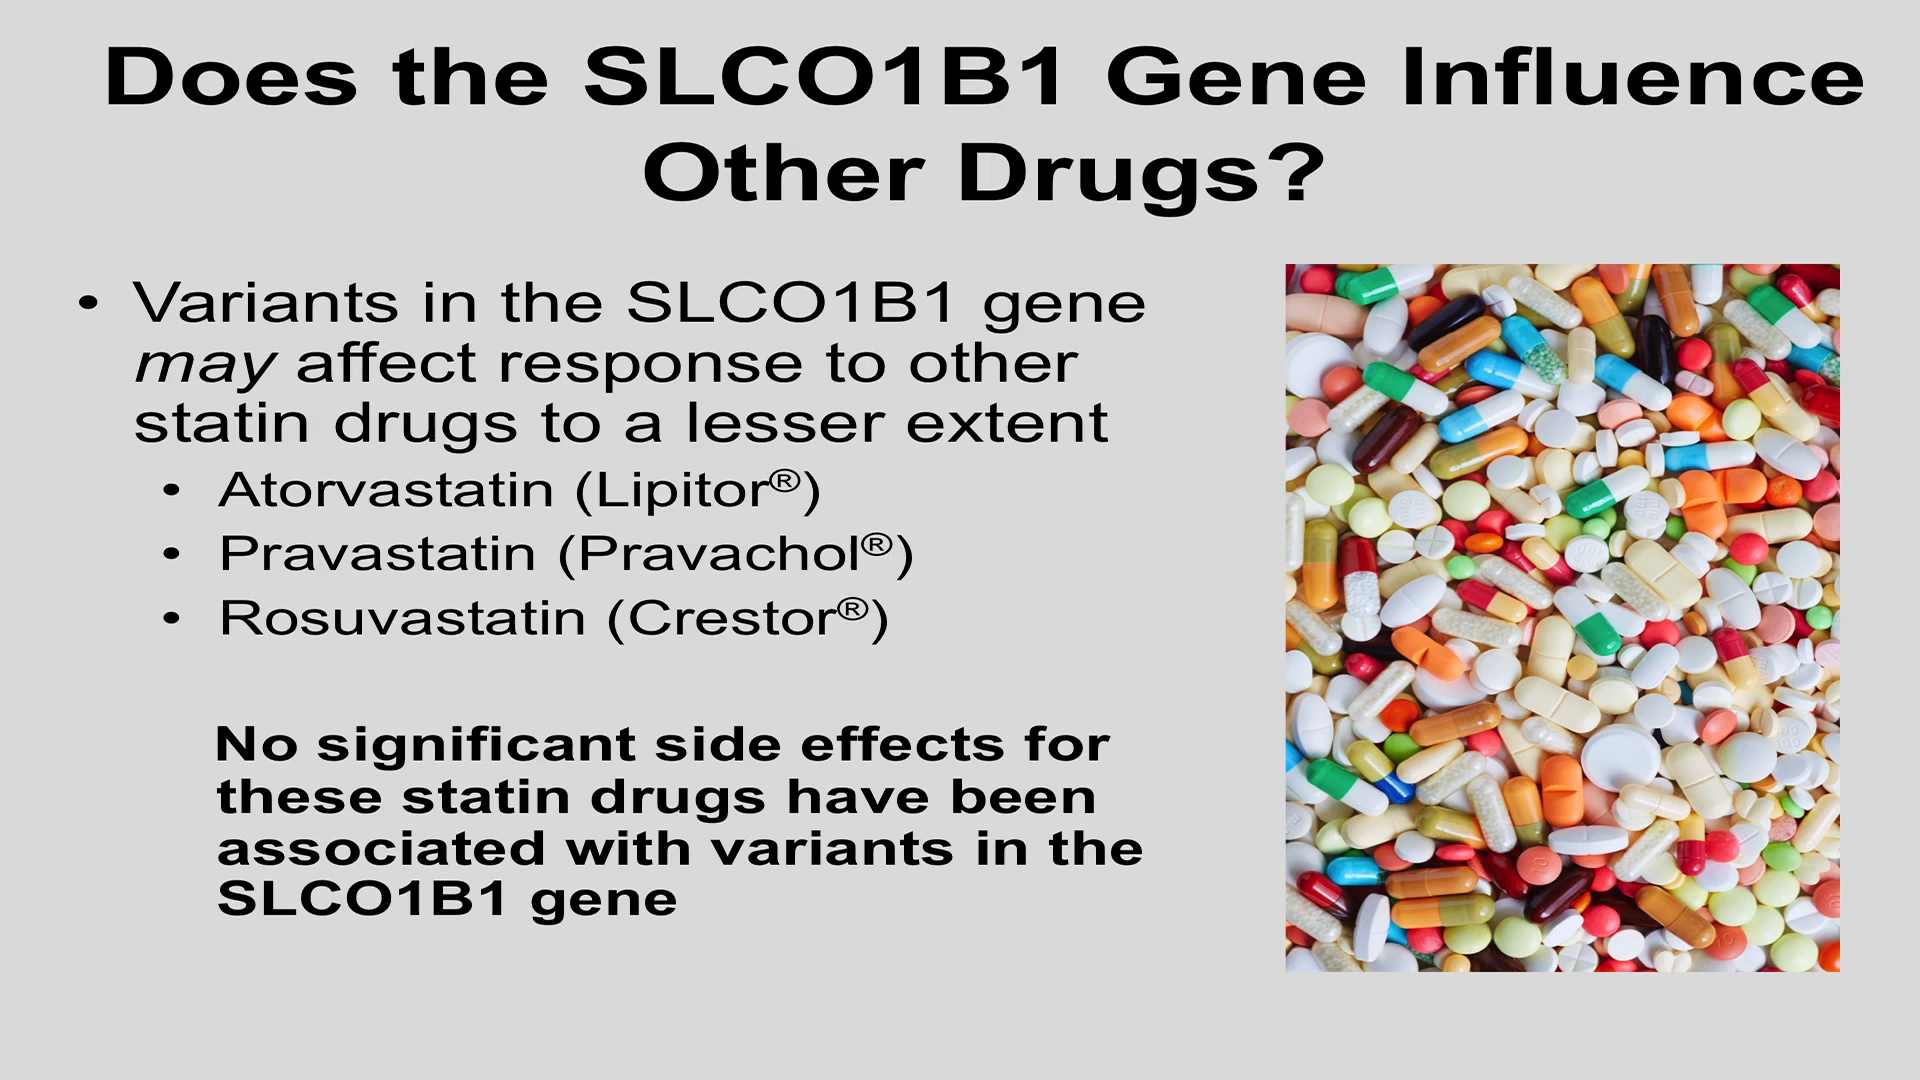 Does the SLCO1B1 Gene Influence
Other Drugs?
• Variants in the SLCO1B1 gene
may affect response to other
statin drugs to a lesser extent
• Atorvastatin (Lipitor®)
• Pravastatin (Pravachol®)
• Rosuvastatin (Crestor®)
No significant side effects for
these statin drugs have been
associated with variants in the
SLCO1B1 gene